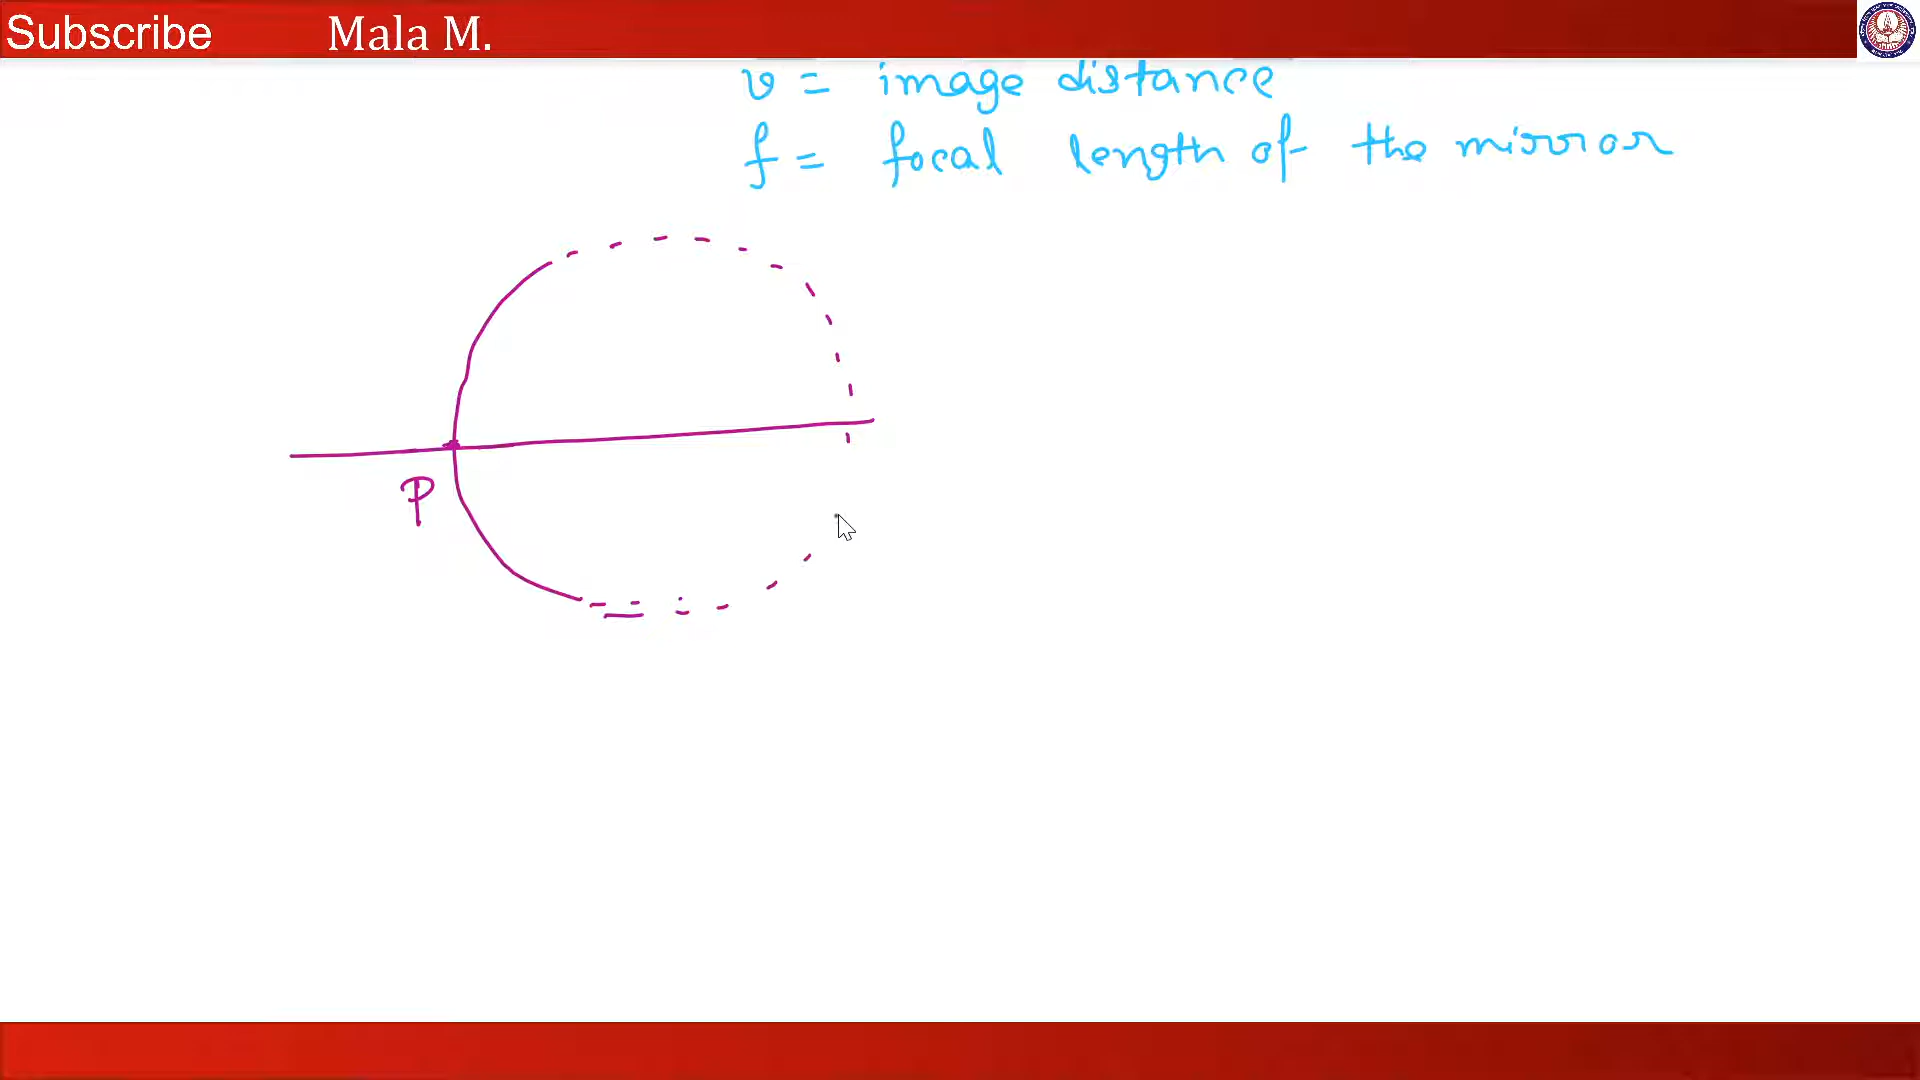 Subscribe Mala M.
v = image distance
f = focal length of the mirror
P